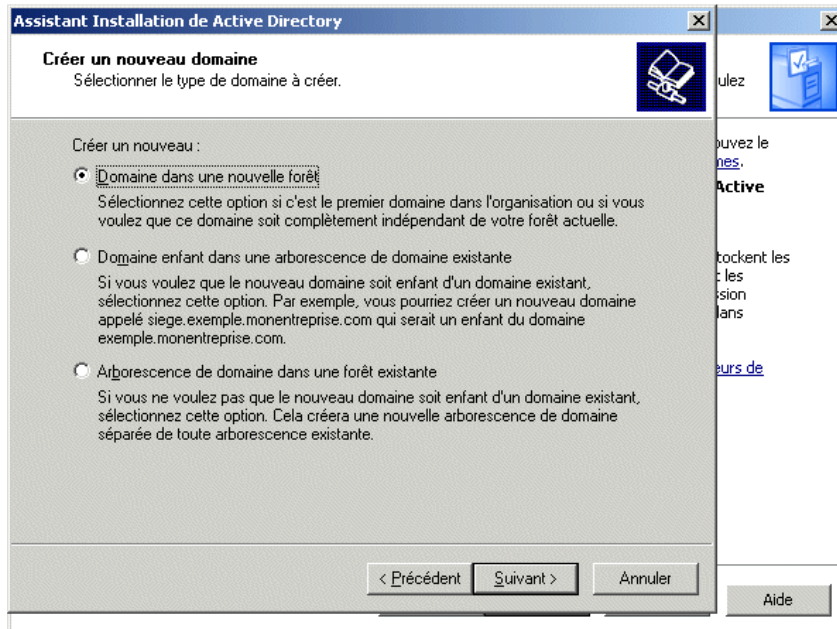 Assistant Installation de Active Directory
Créer un nouveau domaine
Sélectionner le type de domaine à créer.
Créer un nouveau :
Domaine dans une nouvelle forêt
Sélectionnez cette option si c'est le premier domaine dans l'organisation ou si vous
voulez que ce domaine soit complètement indépendant de votre forêt actuelle.
Domaine enfant dans une arborescence de domaine existante
Si vous voulez que le nouveau domaine soit enfant d'un domaine existant,
sélectionnez cette option. Par exemple, vous pourriez créer un nouveau domaine
appelé siege.exemple.monentreprise.com qui serait un enfant du domaine
exemple.monentreprise.com.
Arborescence de domaine dans une forêt existante
Si vous ne voulez pas que le nouveau domaine soit enfant d'un domaine existant,
sélectionnez cette option. Cela créera une nouvelle arborescence de domaine
séparée de toute arborescence existante.
< Précédent
Suivant >
Annuler
ulez
ouvez le
mes.
Active
tockent les
les
sion
lans
eurs de
Aide